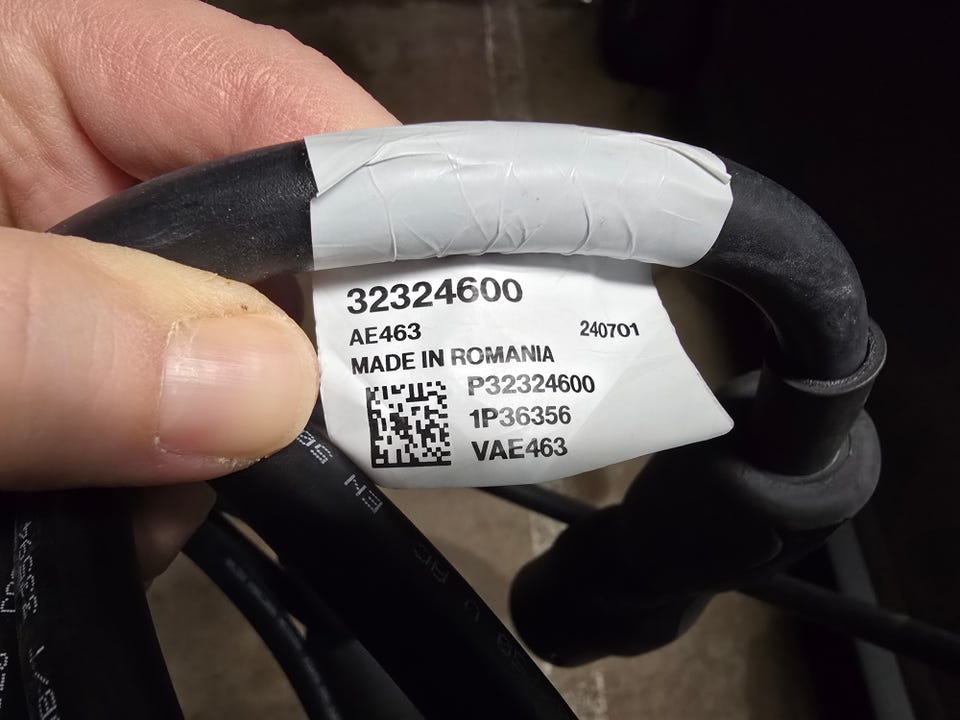 32324600
AE463 240701
MADE IN ROMANIA
P32324600
1P36356
VAE463